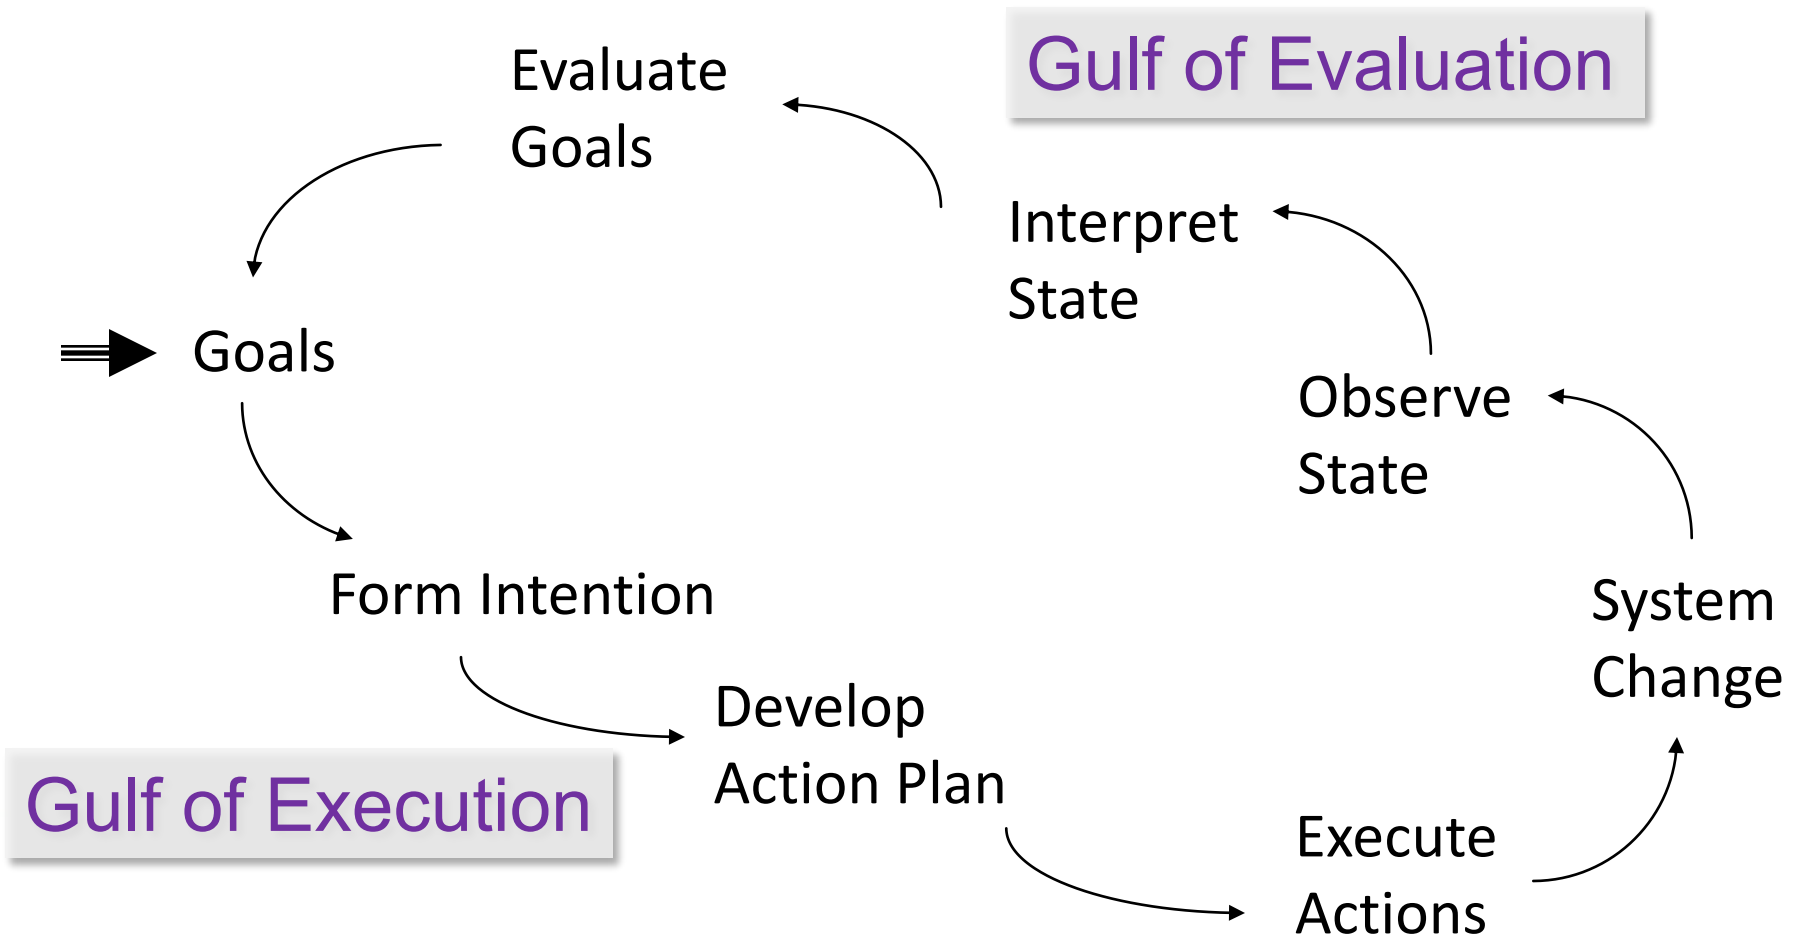 Gulf of Evaluation
Evaluate
Goals
Interpret
State
Goals
Observe
State
Form Intention
System
Change
Develop
Action Plan
Gulf of Execution
Execute
Actions